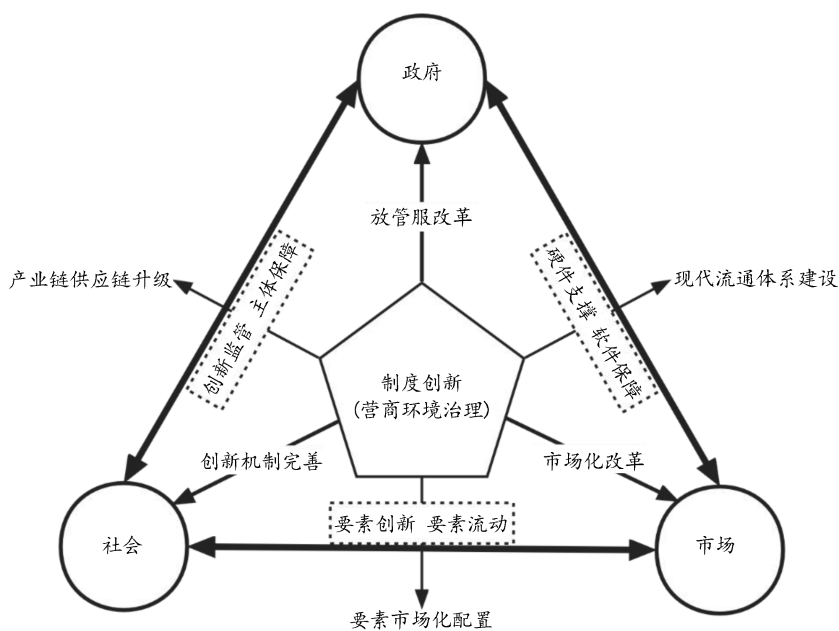 政府
放管服改革
产业链供应链升级
创新监管 主体保障
硬件支撑 软件保障
现代流通体系建设
制度创新
(营商环境治理)
创新机制完善
市场化改革
要素创新 要素流动
社会
市场
要素市场化配置